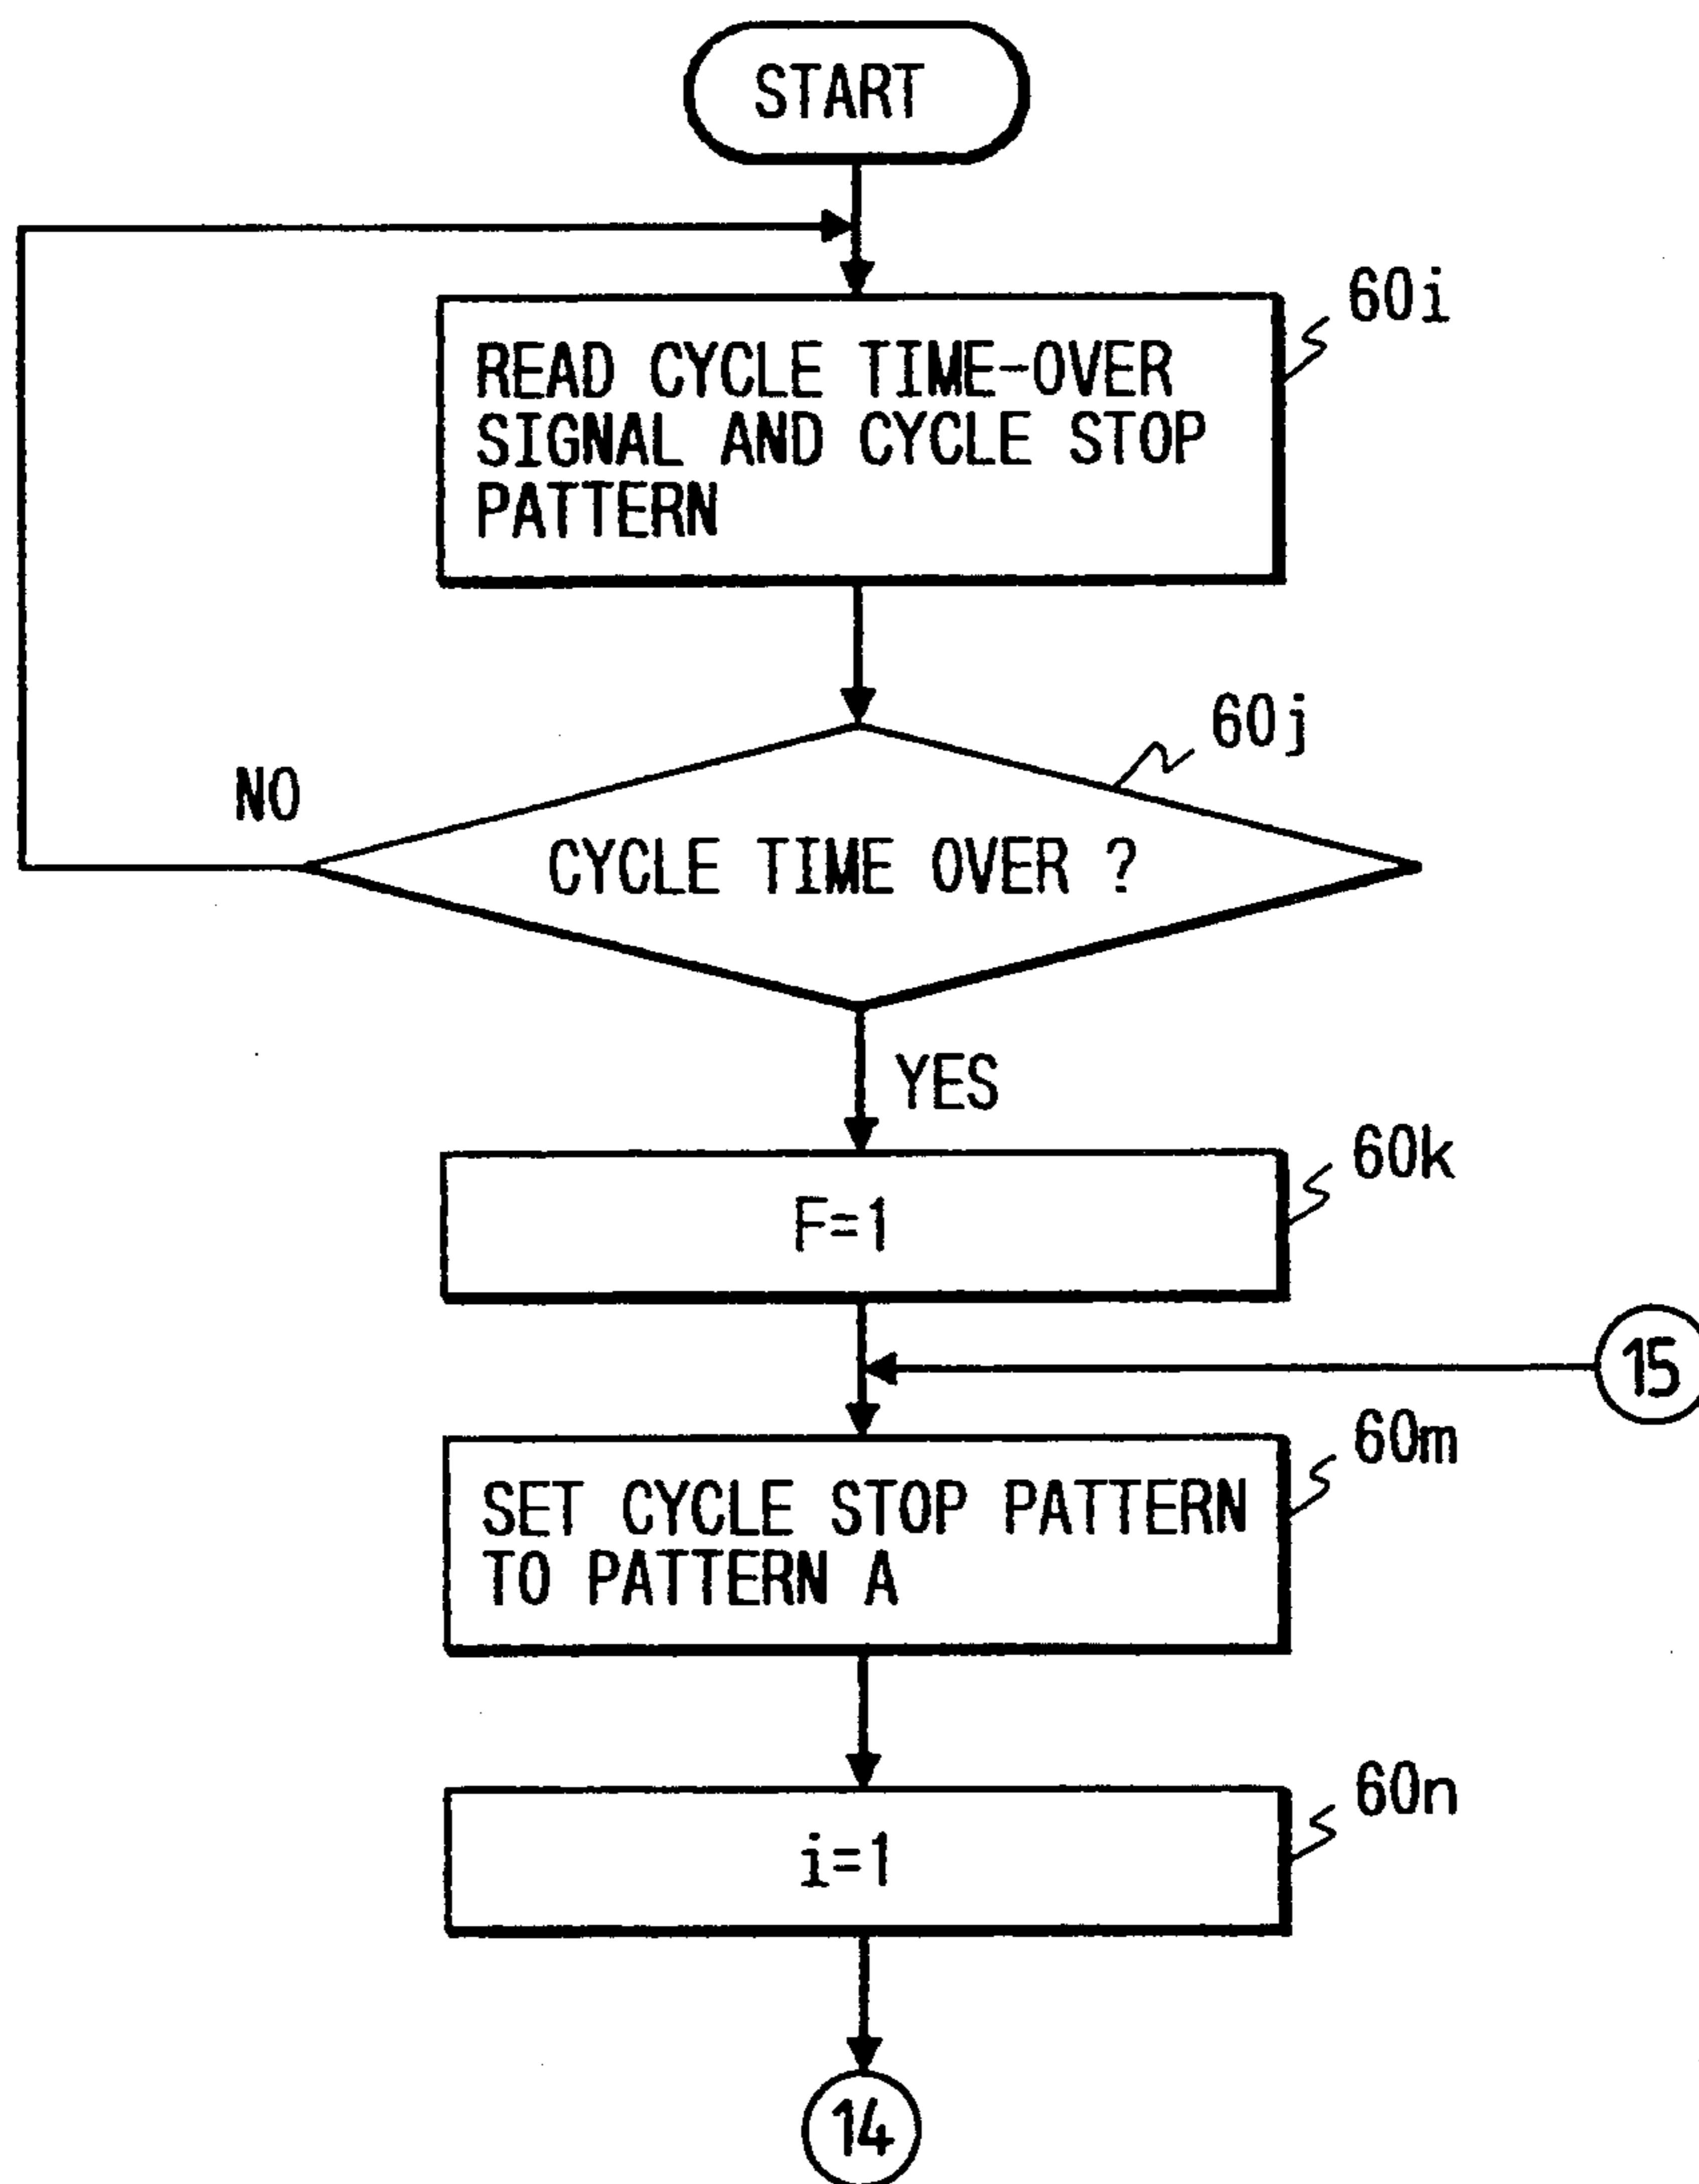 START
60i
READ CYCLE TIME-OVER
SIGNAL AND CYCLE STOP
PATTERN
60j
NO
CYCLE TIME OVER ?
YES
60k
F=1
15
60m
SET CYCLE STOP PATTERN
TO PATTERN A
60n
i=1
14